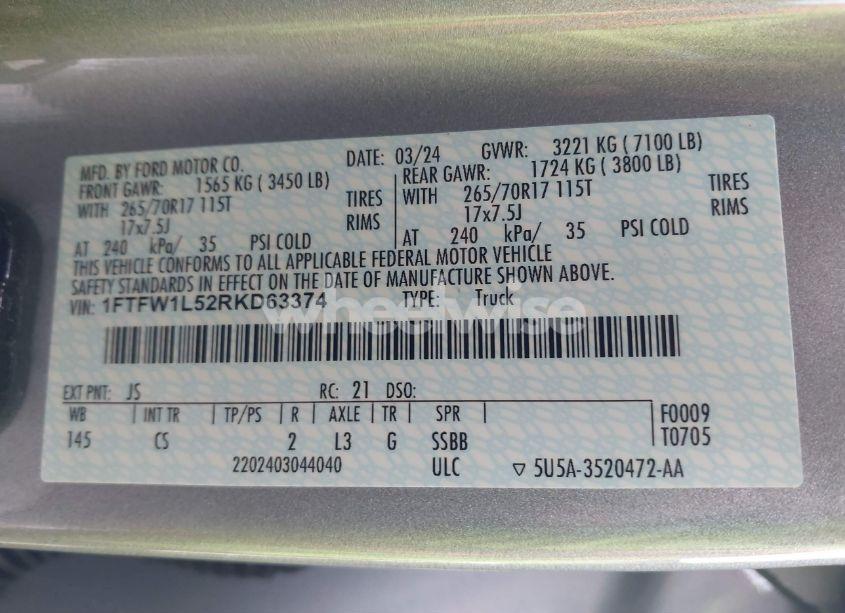 MFD. BY FORD MOTOR CO. DATE: 03/24 GVWR: 3221 KG ( 7100 LB)
FRONT GAWR: 1565 KG ( 3450 LB) REAR GAWR: 1724 KG ( 3800 LB)
WITH 265/70R17 115T TIRES WITH 265/70R17 115T TIRES
17x7.5J RIMS 17x7.5J RIMS
AT 240 kPa/ 35 PSI COLD AT 240 kPa/ 35 PSI COLD
THIS VEHICLE CONFORMS TO ALL APPLICABLE FEDERAL MOTOR VEHICLE
SAFETY STANDARDS IN EFFECT ON THE DATE OF MANUFACTURE SHOWN ABOVE.
VIN: 1FTFW1L52RKD63374 TYPE: Truck
wheelwise
EXT PNT: JS RC: 21 DSO:
WB INT TR TP/PS R AXLE TR SPR F0009
145 CS 2 L3 G SSBB T0705
2202403044040 ULC ▽ 5U5A-3520472-AA